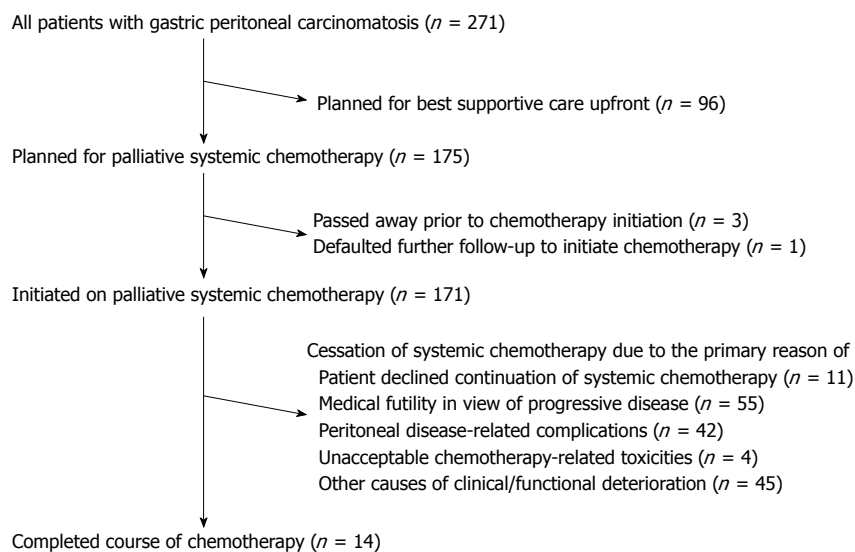 All patients with gastric peritoneal carcinomatosis (n = 271)
Planned for best supportive care upfront (n = 96)
Planned for palliative systemic chemotherapy (n = 175)
Passed away prior to chemotherapy initiation (n = 3)
Defaulted further follow-up to initiate chemotherapy (n = 1)
Initiated on palliative systemic chemotherapy (n = 171)
Cessation of systemic chemotherapy due to the primary reason of
Patient declined continuation of systemic chemotherapy (n = 11)
Medical futility in view of progressive disease (n = 55)
Peritoneal disease-related complications (n = 42)
Unacceptable chemotherapy-related toxicities (n = 4)
Other causes of clinical/functional deterioration (n = 45)
Completed course of chemotherapy (n = 14)